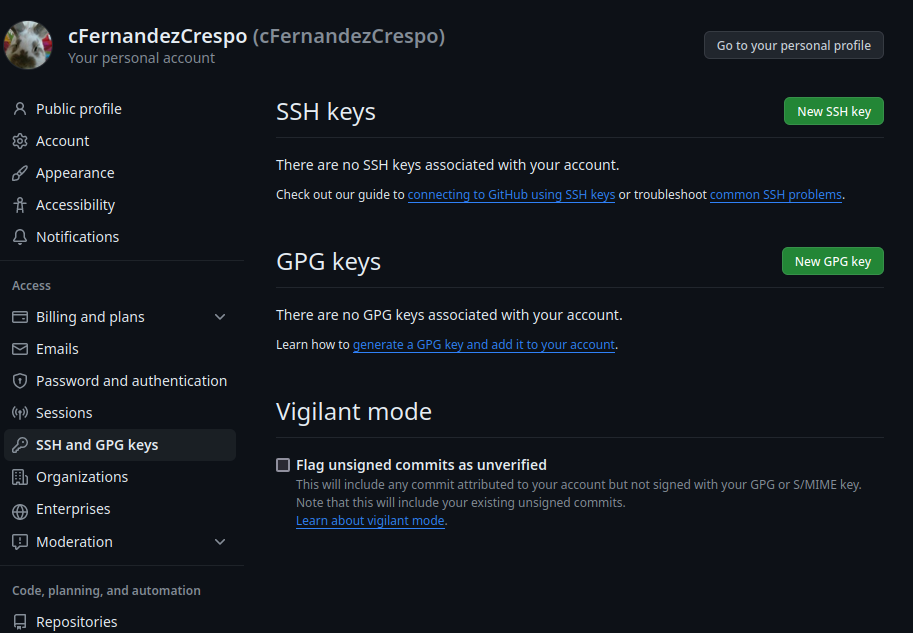 cFernandezCrespo (cFernandezCrespo)
Your personal account
Go to your personal profile
Public profile
Account
Appearance
Accessibility
Notifications
Access
Billing and plans
Emails
Password and authentication
Sessions
SSH and GPG keys
Organizations
Enterprises
Moderation
Code, planning, and automation
Repositories
SSH keys
New SSH key
There are no SSH keys associated with your account.
Check out our guide to connecting to GitHub using SSH keys or troubleshoot common SSH problems.
GPG keys
New GPG key
There are no GPG keys associated with your account.
Learn how to generate a GPG key and add it to your account.
Vigilant mode
Flag unsigned commits as unverified
This will include any commit attributed to your account but not signed with your GPG or S/MIME key.
Note that this will include your existing unsigned commits.
Learn about vigilant mode.